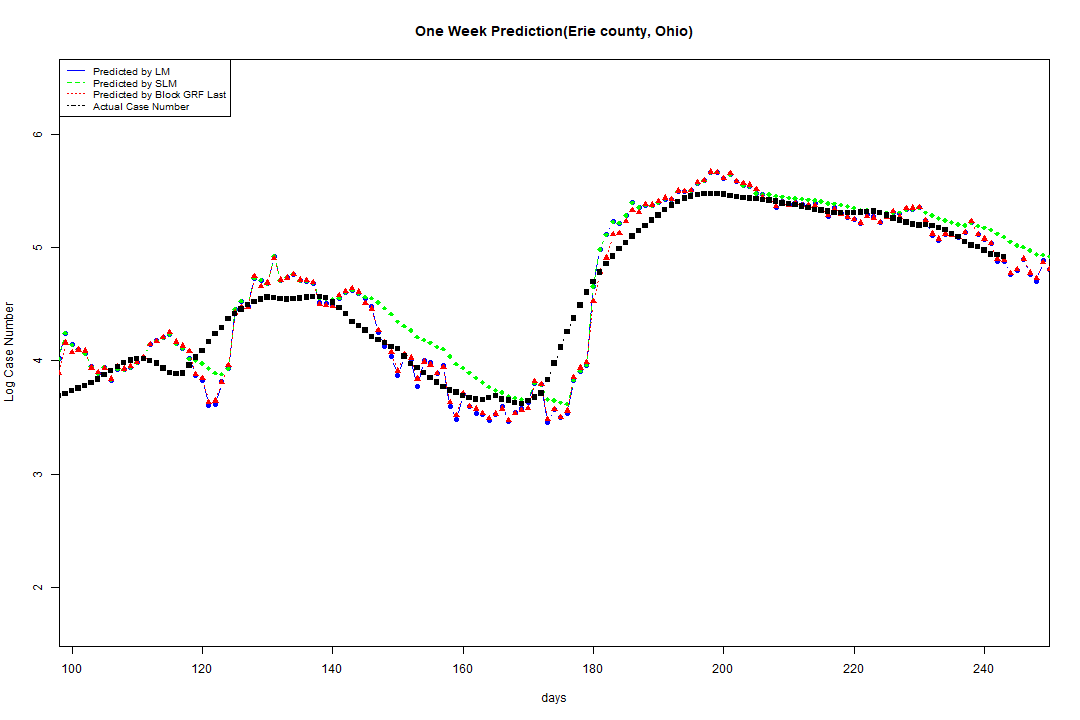 One Week Prediction(Erie county, Ohio)
Predicted by LM
Predicted by SLM
Predicted by Block GRF Last
Actual Case Number
Log Case Number
6
5
4
3
2
100 120 140 160 180 200 220 240
days